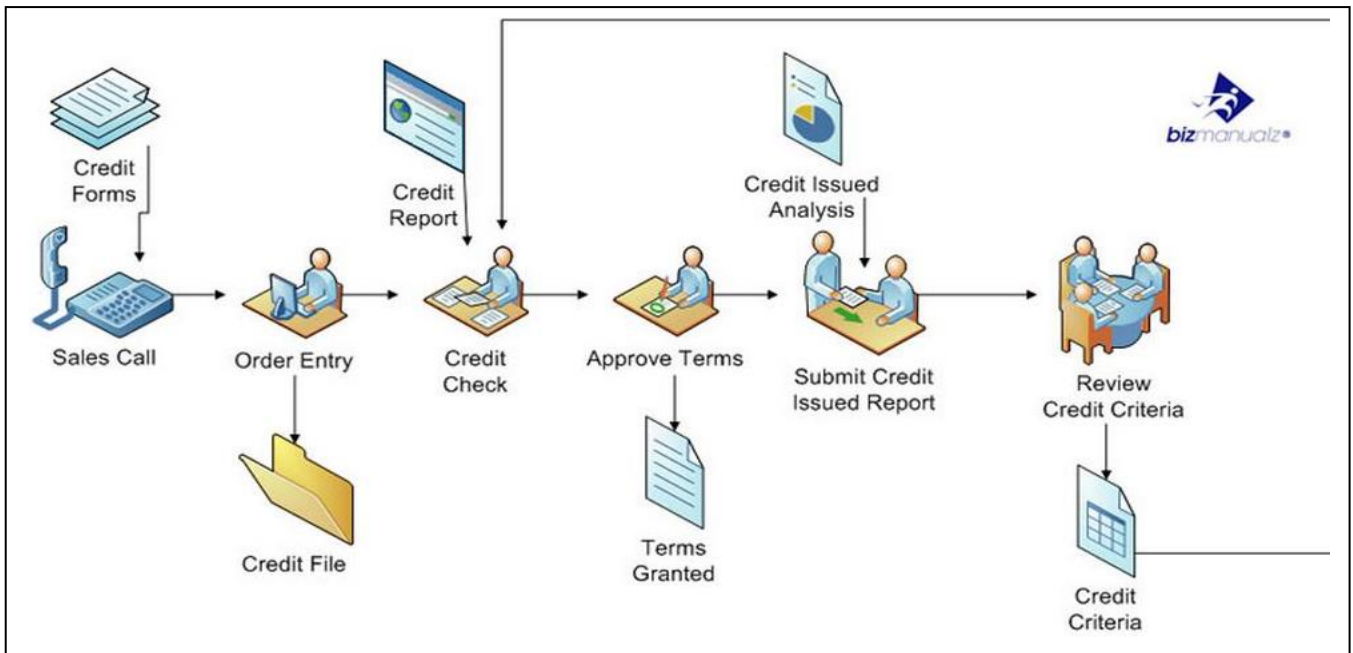 Credit
Forms
Credit
Report
Credit Issued
Analysis
bizmanualz®
Sales Call
Order Entry
Credit
Check
Approve Terms
Submit Credit
Issued Report
Review
Credit Criteria
Credit File
Terms
Granted
Credit
Criteria